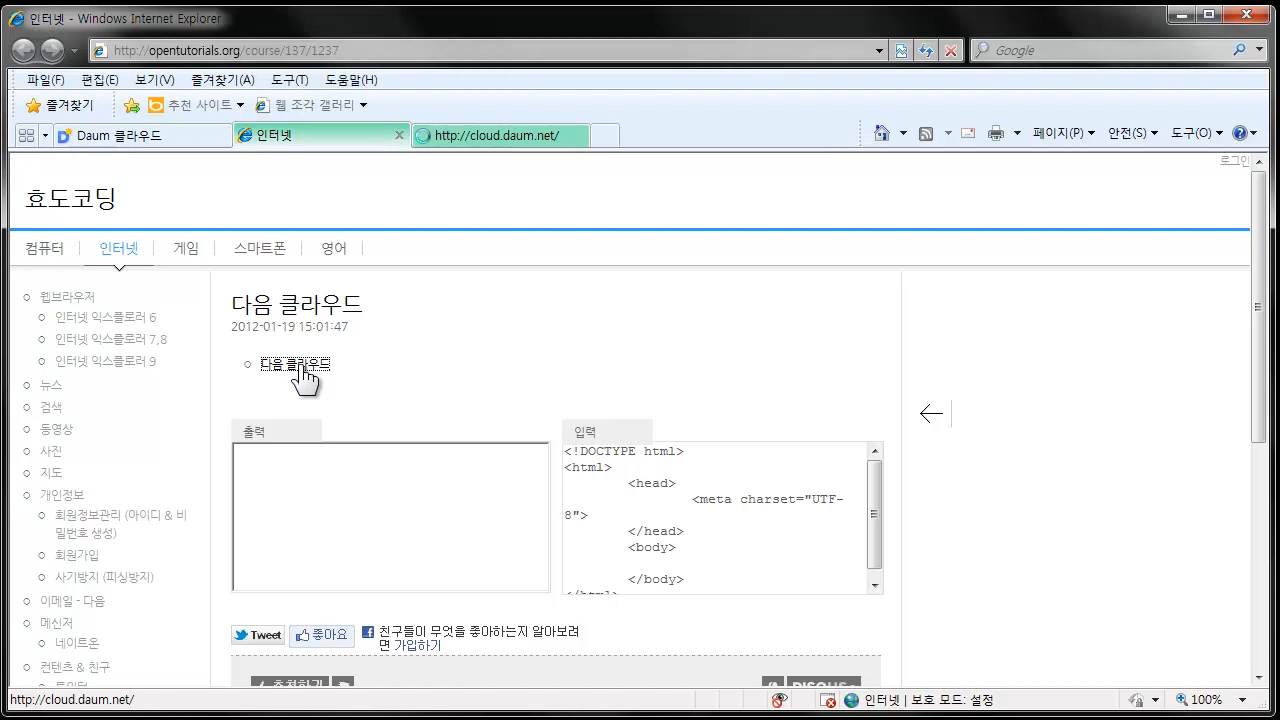 인터넷 - Windows Internet Explorer
http://opentutorials.org/course/137/1237
Google
파일(F) 편집(E) 보기(V) 즐겨찾기(A) 도구(T) 도움말(H)
즐겨찾기 추천 사이트 웹 조각 갤러리
Daum 클라우드 인터넷 http://cloud.daum.net/ 페이지(P) 안전(S) 도구(O)
로그인
효도코딩
컴퓨터 인터넷 게임 스마트폰 영어
웹브라우저
인터넷 익스플로러 6
인터넷 익스플로러 7,8
인터넷 익스플로러 9
뉴스
검색
동영상
사진
지도
개인정보
회원정보관리 (아이디 & 비
밀번호 생성)
회원가입
사기방지 (피싱방지)
이메일 - 다음
메신저
네이트온
컨텐츠 & 친구
다음 클라우드
2012-01-19 15:01:47
다음 클라우드
출력
입력
<!DOCTYPE html>
<html>
<head>
<meta charset="UTF-
8">
</head>
<body>
</body>
</html>
Tweet 좋아요 친구들이 무엇을 좋아하는지 알아보려
면 가입하기
추천하기 DISQUS
http://cloud.daum.net/ 인터넷 | 보호 모드: 설정 100%